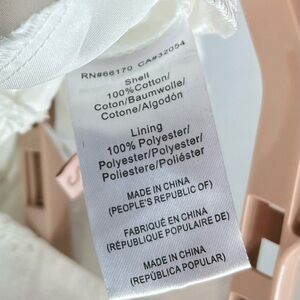 RN#66170 CA#32054
Shell
100%Cotton/
Coton/Baumwolle/
Cotone/Algodón
Lining
100% Polyester/
Polyester/Polyester/
Poliestere/Poliéster
MADE IN CHINA
(PEOPLE'S REPUBLIC OF)
FABRIQUÉ EN CHINA
(RÉPUBLIQUE POPULAIRE DE)
MADE IN CHINA
(REPÚBLICA POPULAR)